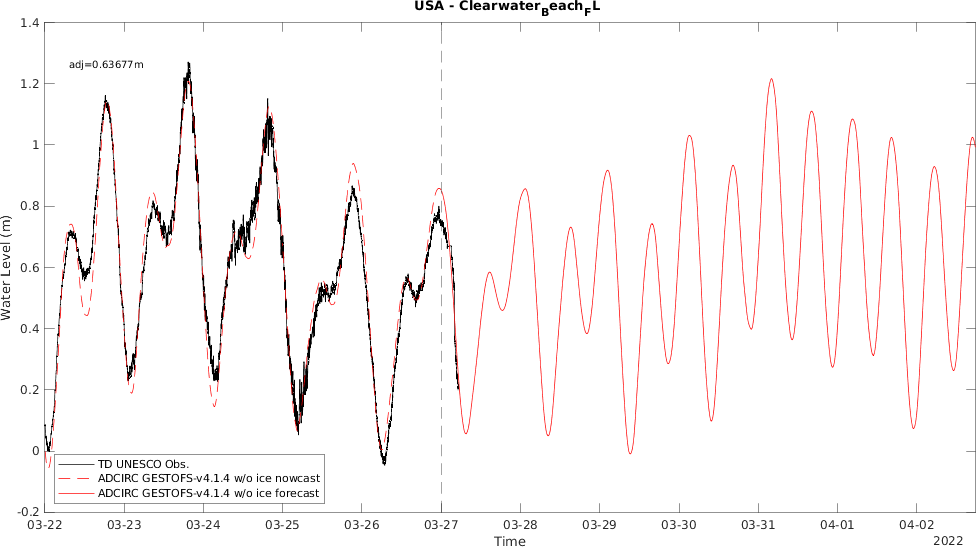 USA - Clearwater_Beach_FL
adj=0.63677m
Water Level (m)
1.4
1.2
1
0.8
0.6
0.4
0.2
0
-0.2
TD UNESCO Obs.
ADCIRC GESTOFS-v4.1.4 w/o ice nowcast
ADCIRC GESTOFS-v4.1.4 w/o ice forecast
03-22 03-23 03-24 03-25 03-26 03-27 03-28 03-29 03-30 03-31 04-01 04-02
Time
2022